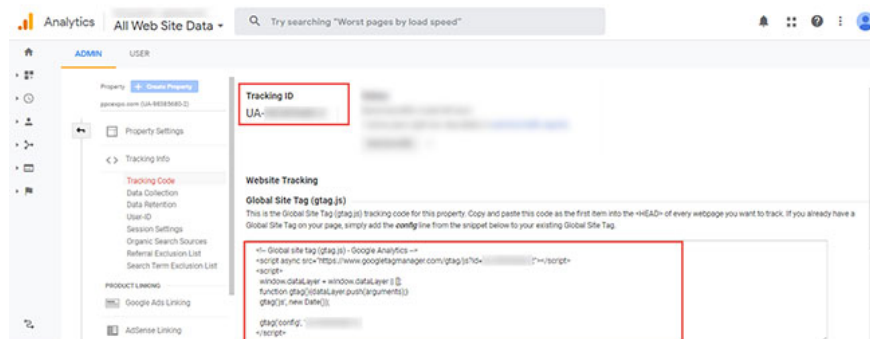 Analytics
All Web Site Data
Try searching "Worst pages by load speed"
ADMIN
USER
Property
Create Property
ppcexpo.com (UA-98383680-2)
Property Settings
Tracking Info
Tracking Code
Data Collection
Data Retention
User-ID
Session Settings
Organic Search Sources
Referral Exclusion List
Search Term Exclusion List
PRODUCT LINKING
Google Ads Linking
AdSense Linking
Tracking ID
UA-
Website Tracking
Global Site Tag (gtag.js)
This is the Global Site Tag (gtag.js) tracking code for this property. Copy and paste this code as the first item into the <HEAD> of every webpage you want to track. If you already have a
Global Site Tag on your page, simply add the config line from the snippet below to your existing Global Site Tag.
<!-- Global site tag (gtag.js) - Google Analytics -->
<script async src="https://www.googletagmanager.com/gtag/js?id= "></script>
<script>
window.dataLayer = window.dataLayer || [];
function gtag(){dataLayer.push(arguments);}
gtag('js', new Date());
gtag('config', '
</script>